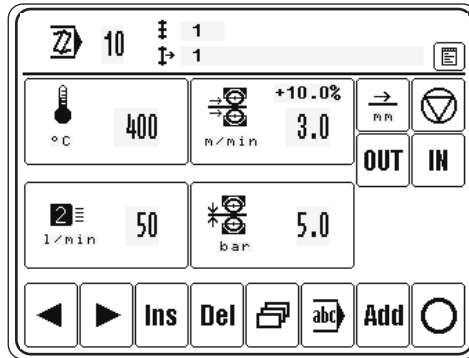 10 1
1
°C 400
m/min +10.0% 3.0
mm
OUT IN
2 l/min 50
bar 5.0
Ins Del abc Add